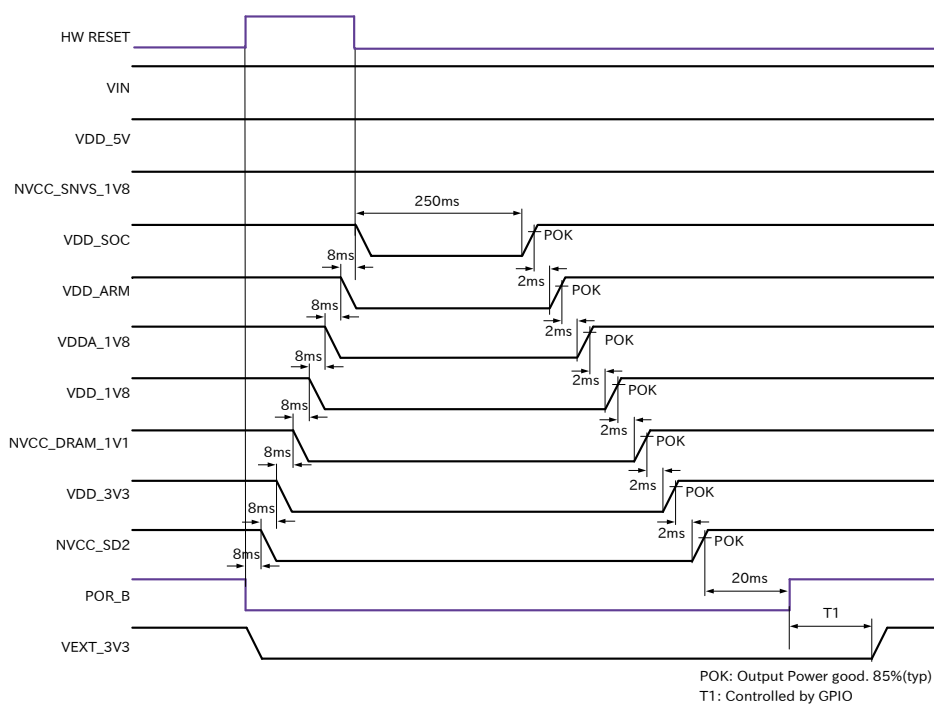 HW RESET
VIN
VDD_5V
NVCC_SNVS_1V8
250ms
VDD_SOC
POK
8ms
2ms
VDD_ARM
POK
8ms
2ms
VDDA_1V8
POK
8ms
2ms
VDD_1V8
POK
8ms
2ms
NVCC_DRAM_1V1
POK
8ms
2ms
VDD_3V3
POK
8ms
2ms
NVCC_SD2
POK
8ms
20ms
POR_B
T1
VEXT_3V3
POK: Output Power good. 85%(typ)
T1: Controlled by GPIO